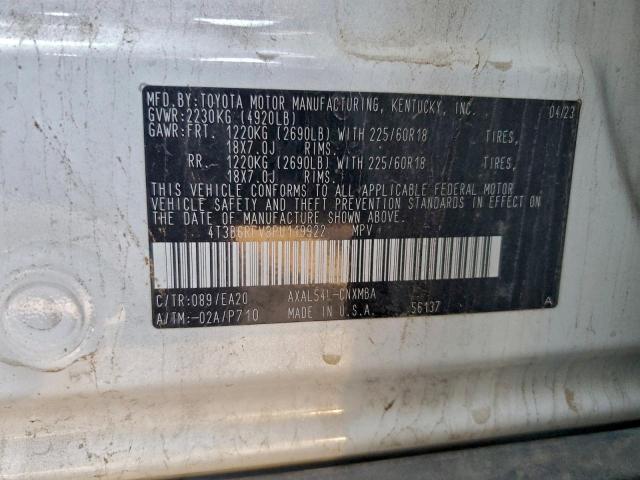 MFD.BY:TOYOTA MOTOR MANUFACTURING, KENTUCKY, INC. 04/23
GVWR:2230KG (4920LB)
GAWR:FRT. 1220KG (2690LB) WITH 225/60R18 TIRES,
18X7.0J RIMS.
RR. 1220KG (2690LB) WITH 225/60R18 TIRES,
18X7.0J RIMS.
THIS VEHICLE CONFORMS TO ALL APPLICABLE FEDERAL MOTOR
VEHICLE SAFETY AND THEFT PREVENTION STANDARDS IN EFFECT
ON THE DATE OF MANUFACTURE SHOWN ABOVE.
MPV
C/TR:089/EA20 AXAL54L-CNXMBA
A/TM:-02A/P710 MADE IN U.S.A. 56137 A